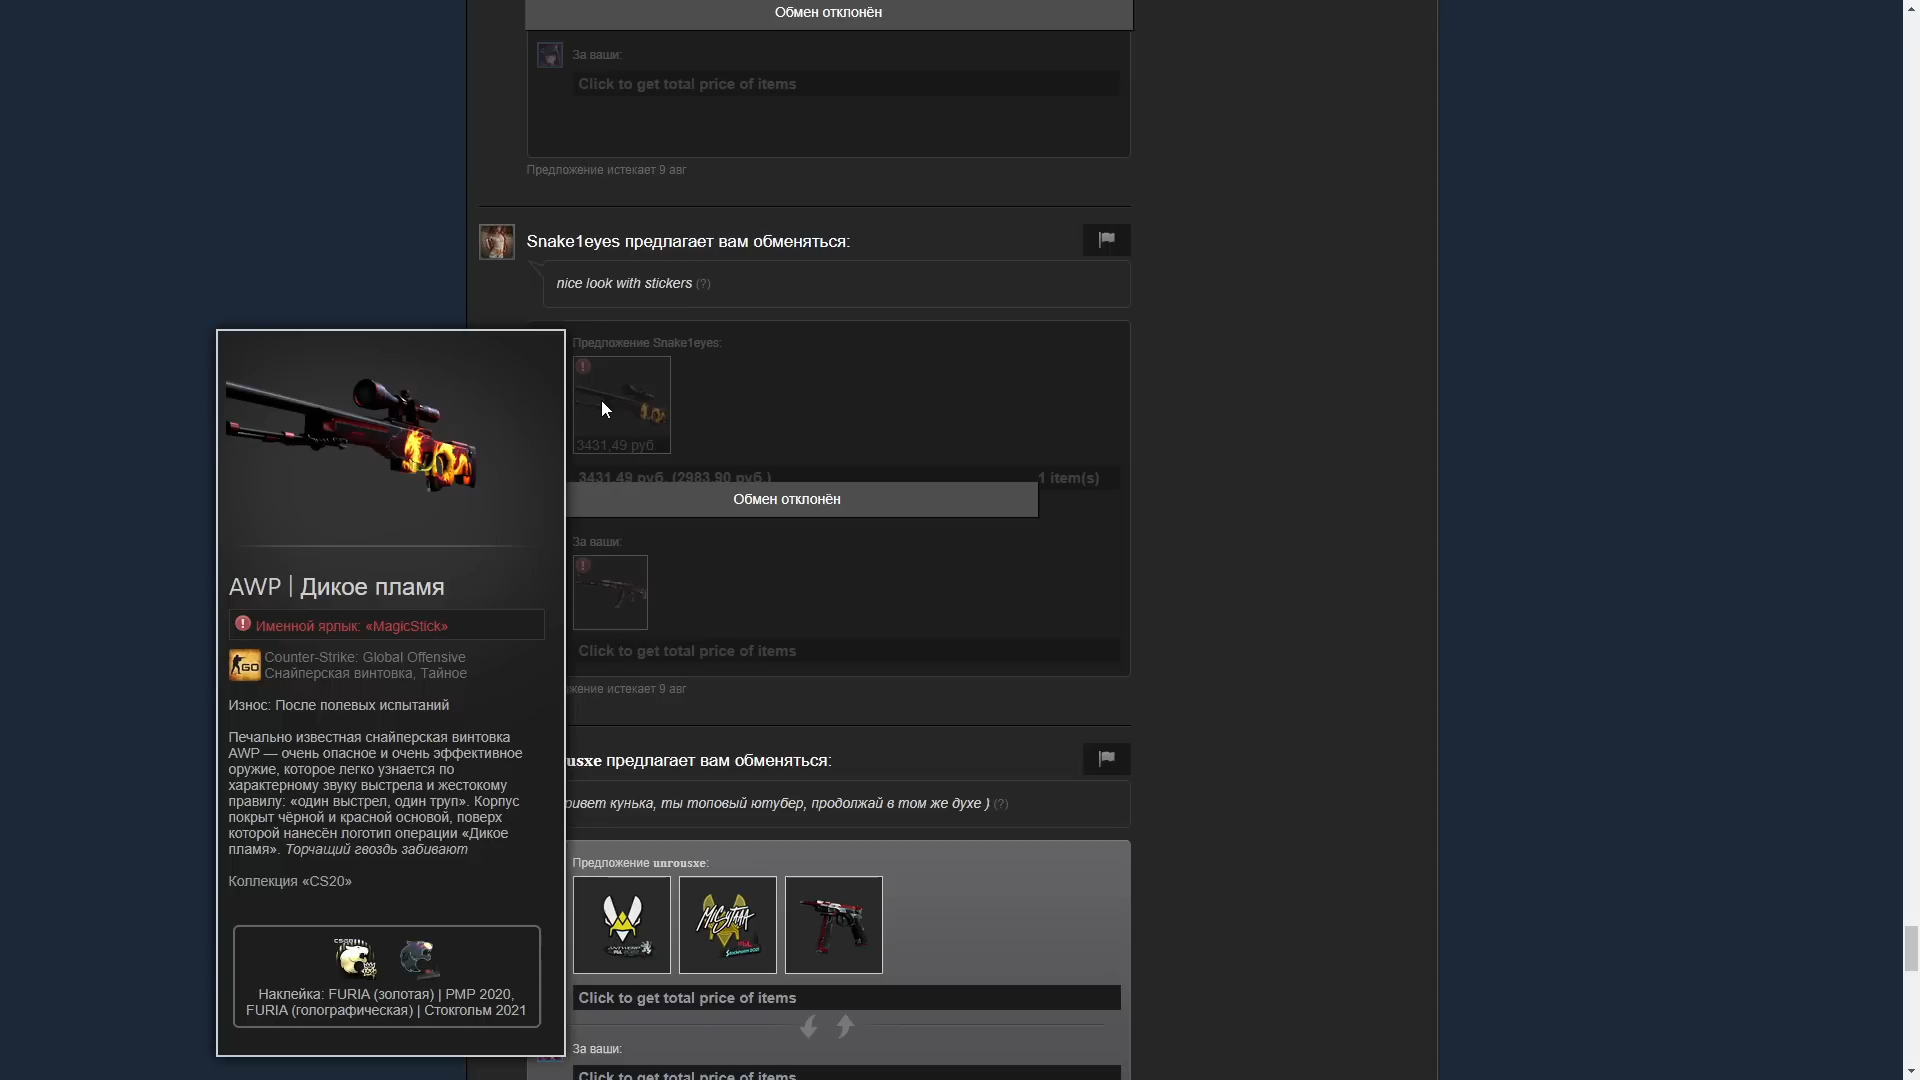 Обмен отклонён
За ваши:
Click to get total price of items
Предложение истекает 9 авг
Snake1eyes предлагает вам обменяться:
nice look with stickers (?)
Предложение Snake1eyes:
3431,49 руб.
3431,49 руб. (2983,90 руб.)
1 item(s)
Обмен отклонён
За ваши:
Click to get total price of items
жение истекает 9 авг
usxe предлагает вам обменяться:
ривет кунька, ты топовый ютубер, продолжай в том же духе ) (?)
Предложение unrousxe:
Click to get total price of items
За ваши:
Click to get total price of items
AWP | Дикое пламя
Именной ярлык: «MagicStick»
GO
Counter-Strike: Global Offensive
Снайперская винтовка, Тайное
Износ: После полевых испытаний
Печально известная снайперская винтовка
AWP — очень опасное и очень эффективное
оружие, которое легко узнается по
характерному звуку выстрела и жестокому
правилу: «один выстрел, один труп». Корпус
покрыт чёрной и красной основой, поверх
которой нанесён логотип операции «Дикое
пламя». Торчащий гвоздь забивают
Коллекция «CS20»
Наклейка: FURIA (золотая) | РМР 2020,
FURIA (голографическая) | Стокгольм 2021